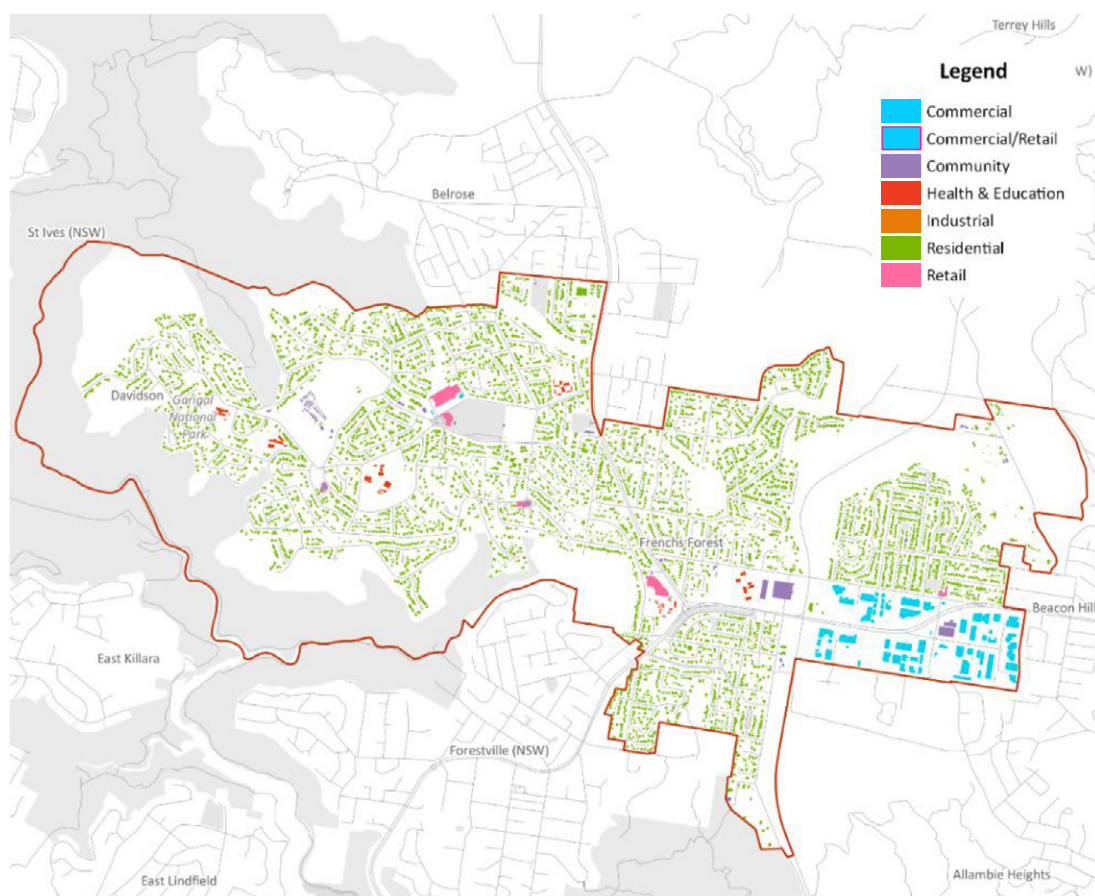 Terrey Hills
Legend
W)
Commercial
Commercial/Retail
Community
Health & Education
Industrial
Residential
Retail
Belrose
St Ives (NSW)
Davidson
Garigal
National
Park
Frenchs Forest
Beacon Hill
East Killara
Forestville (NSW)
East Lindfield
Allambie Heights